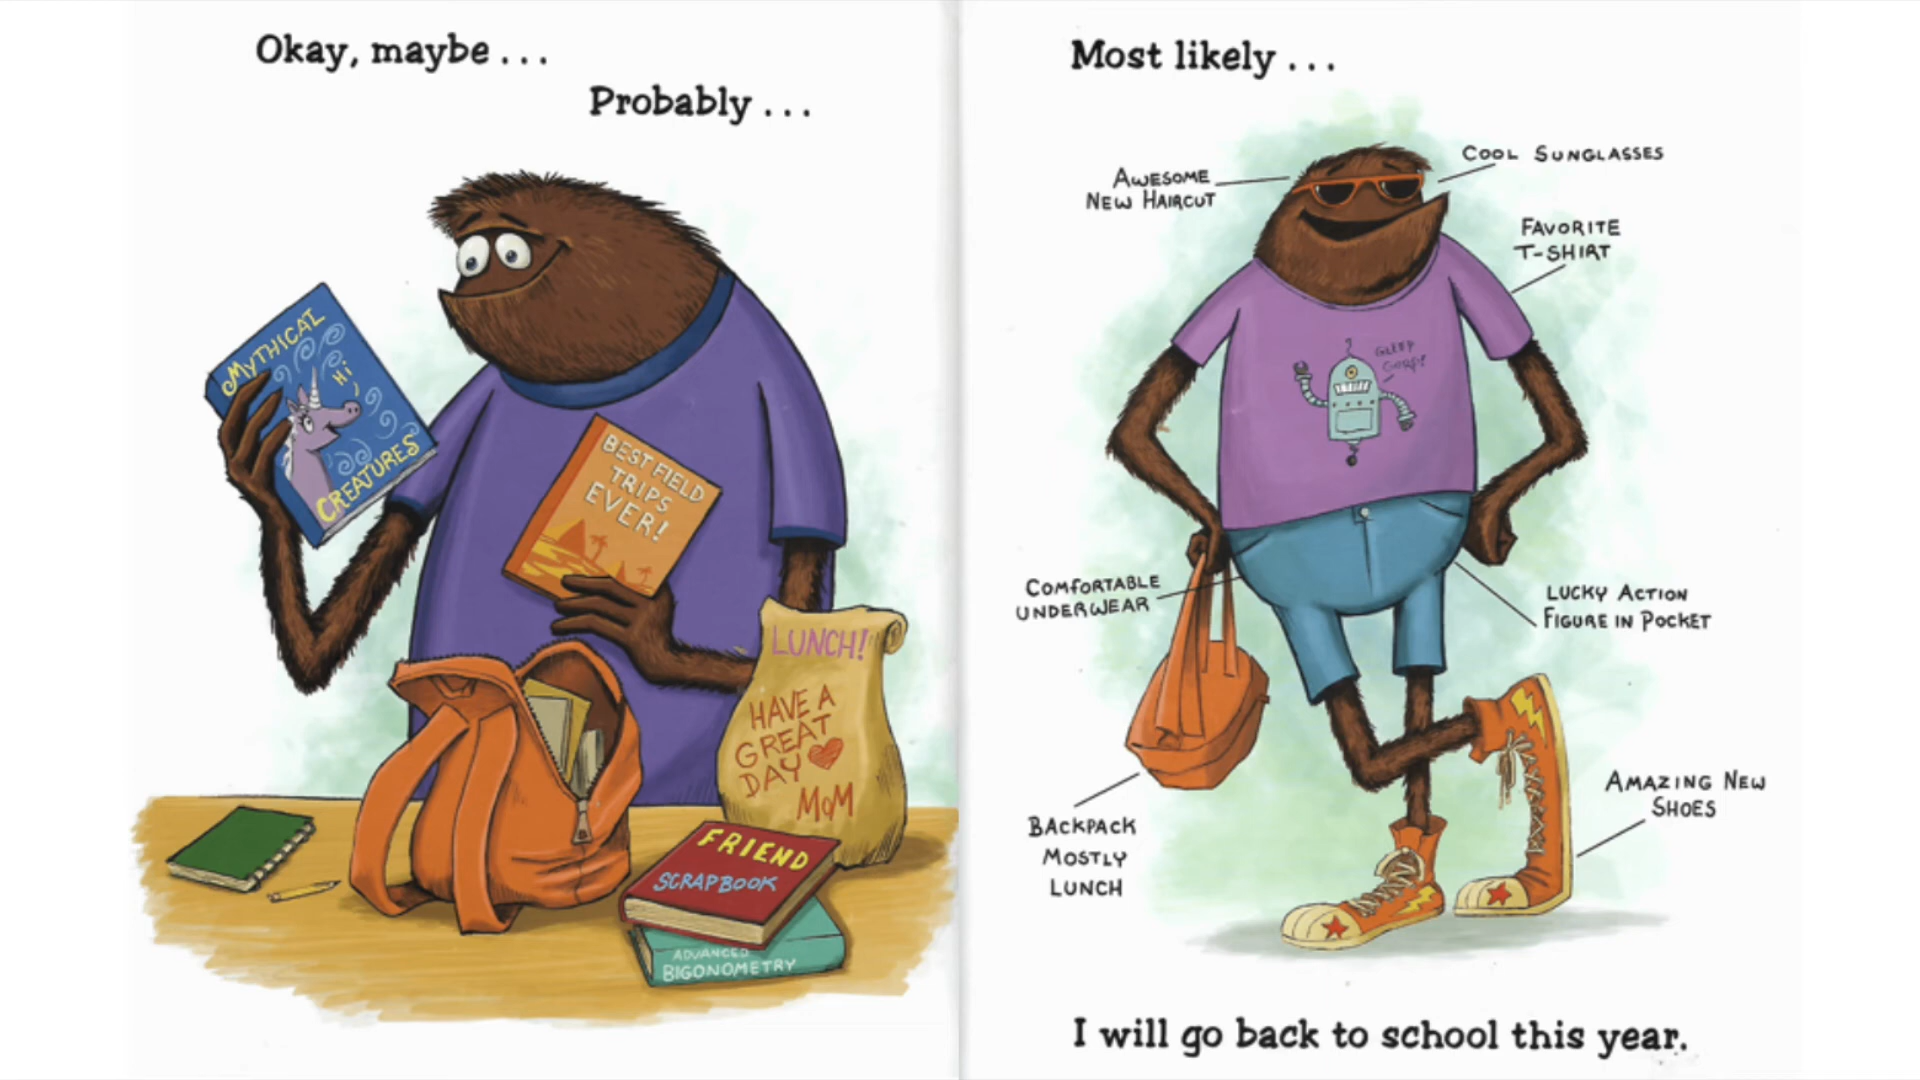 Okay, maybe . . .
Probably . . .
MYTHICAL
Hi
CREATURES
BEST FIELD
TRIPS
EVER!
LUNCH!
HAVE A
GREAT
DAY
MOM
FRIEND
SCRAPBOOK
ADVANCED
BIGONOMETRY
Most likely . . .
AWESOME
NEW HAIRCUT
COOL SUNGLASSES
FAVORITE
T-SHIRT
GLEEP
COMFORTABLE
UNDERWEAR
LUCKY ACTION
FIGURE IN POCKET
BACKPACK
MOSTLY
LUNCH
AMAZING NEW
SHOES
I will go back to school this year.